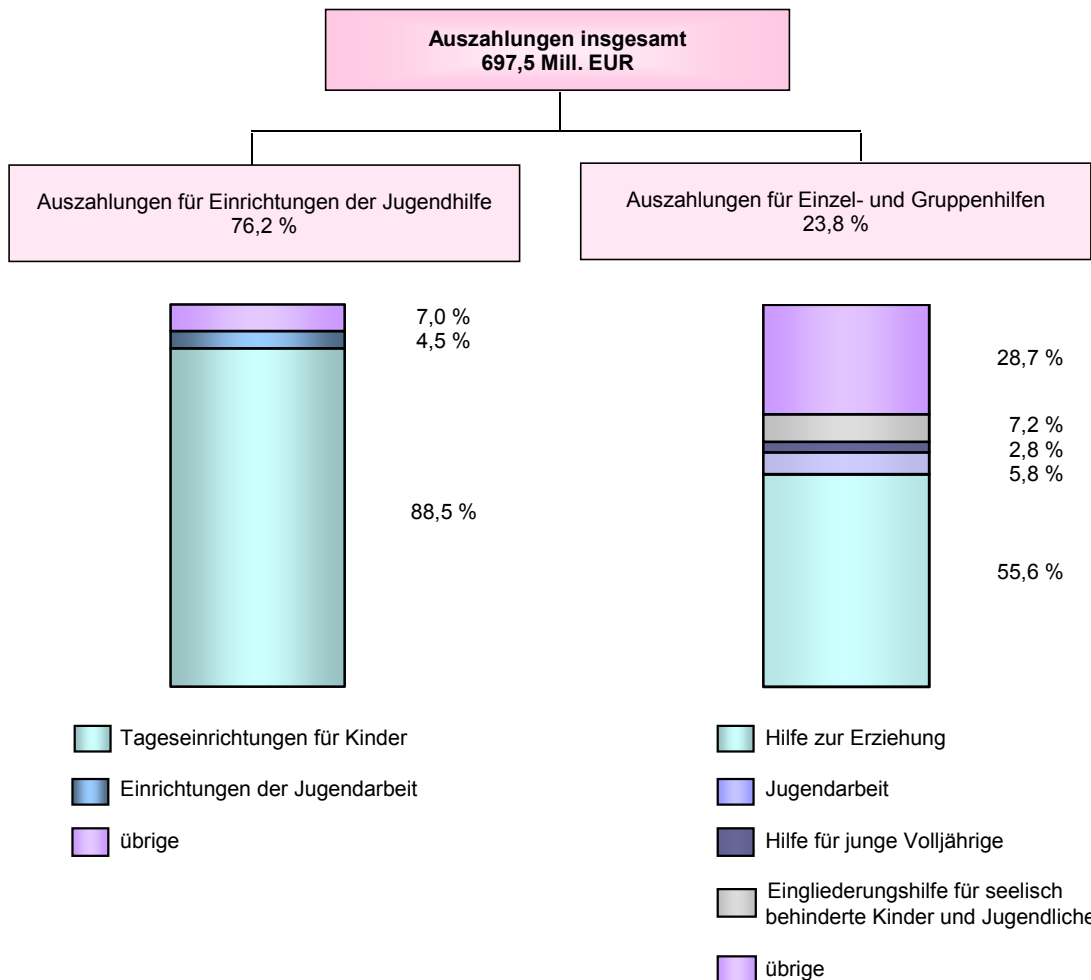 Auszahlungen insgesamt
697,5 Mill. EUR
Auszahlungen für Einrichtungen der Jugendhilfe
76,2 %
Auszahlungen für Einzel- und Gruppenhilfen
23,8 %
7,0 %
4,5 %
88,5 %
28,7 %
7,2 %
2,8 %
5,8 %
55,6 %
Tageseinrichtungen für Kinder
Einrichtungen der Jugendarbeit
übrige
Hilfe zur Erziehung
Jugendarbeit
Hilfe für junge Volljährige
Eingliederungshilfe für seelisch
behinderte Kinder und Jugendliche
übrige